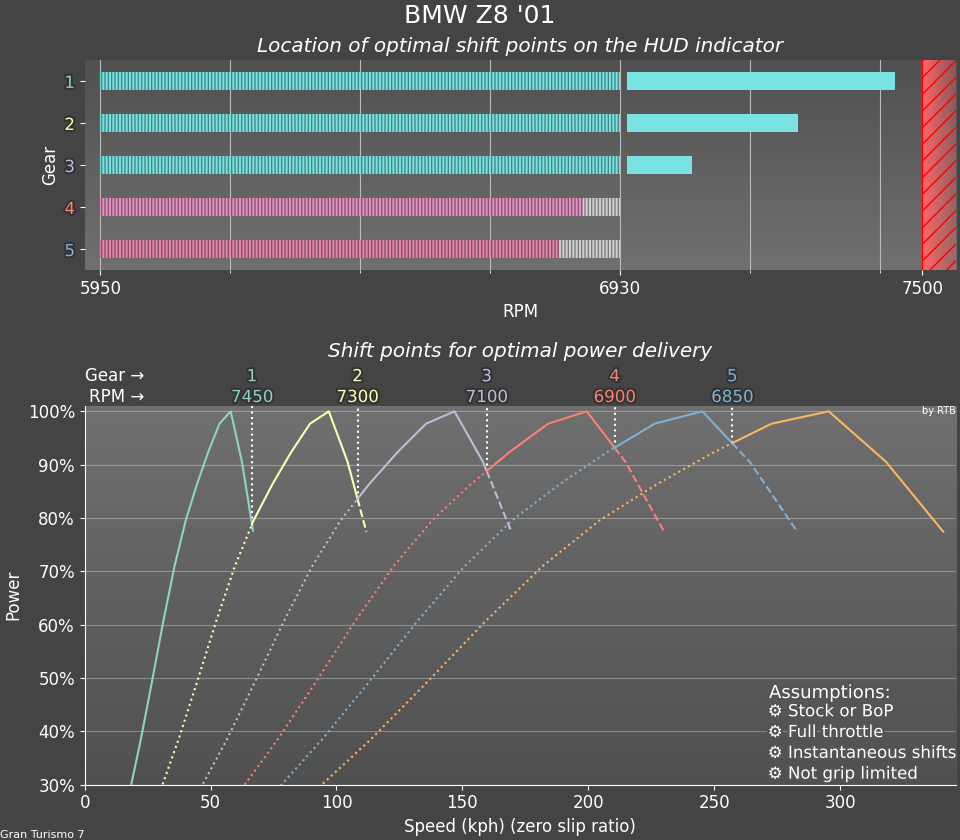 BMW Z8 '01
Location of optimal shift points on the HUD indicator
Gear
1
2
3
4
5
5950 6930 7500
RPM
Shift points for optimal power delivery
Gear → 1 2 3 4 5
RPM → 7450 7300 7100 6900 6850
by RTB
Power
100%
90%
80%
70%
60%
50%
40%
30%
Assumptions:
⚙ Stock or BoP
⚙ Full throttle
⚙ Instantaneous shifts
⚙ Not grip limited
0 50 100 150 200 250 300
Speed (kph) (zero slip ratio)
Gran Turismo 7